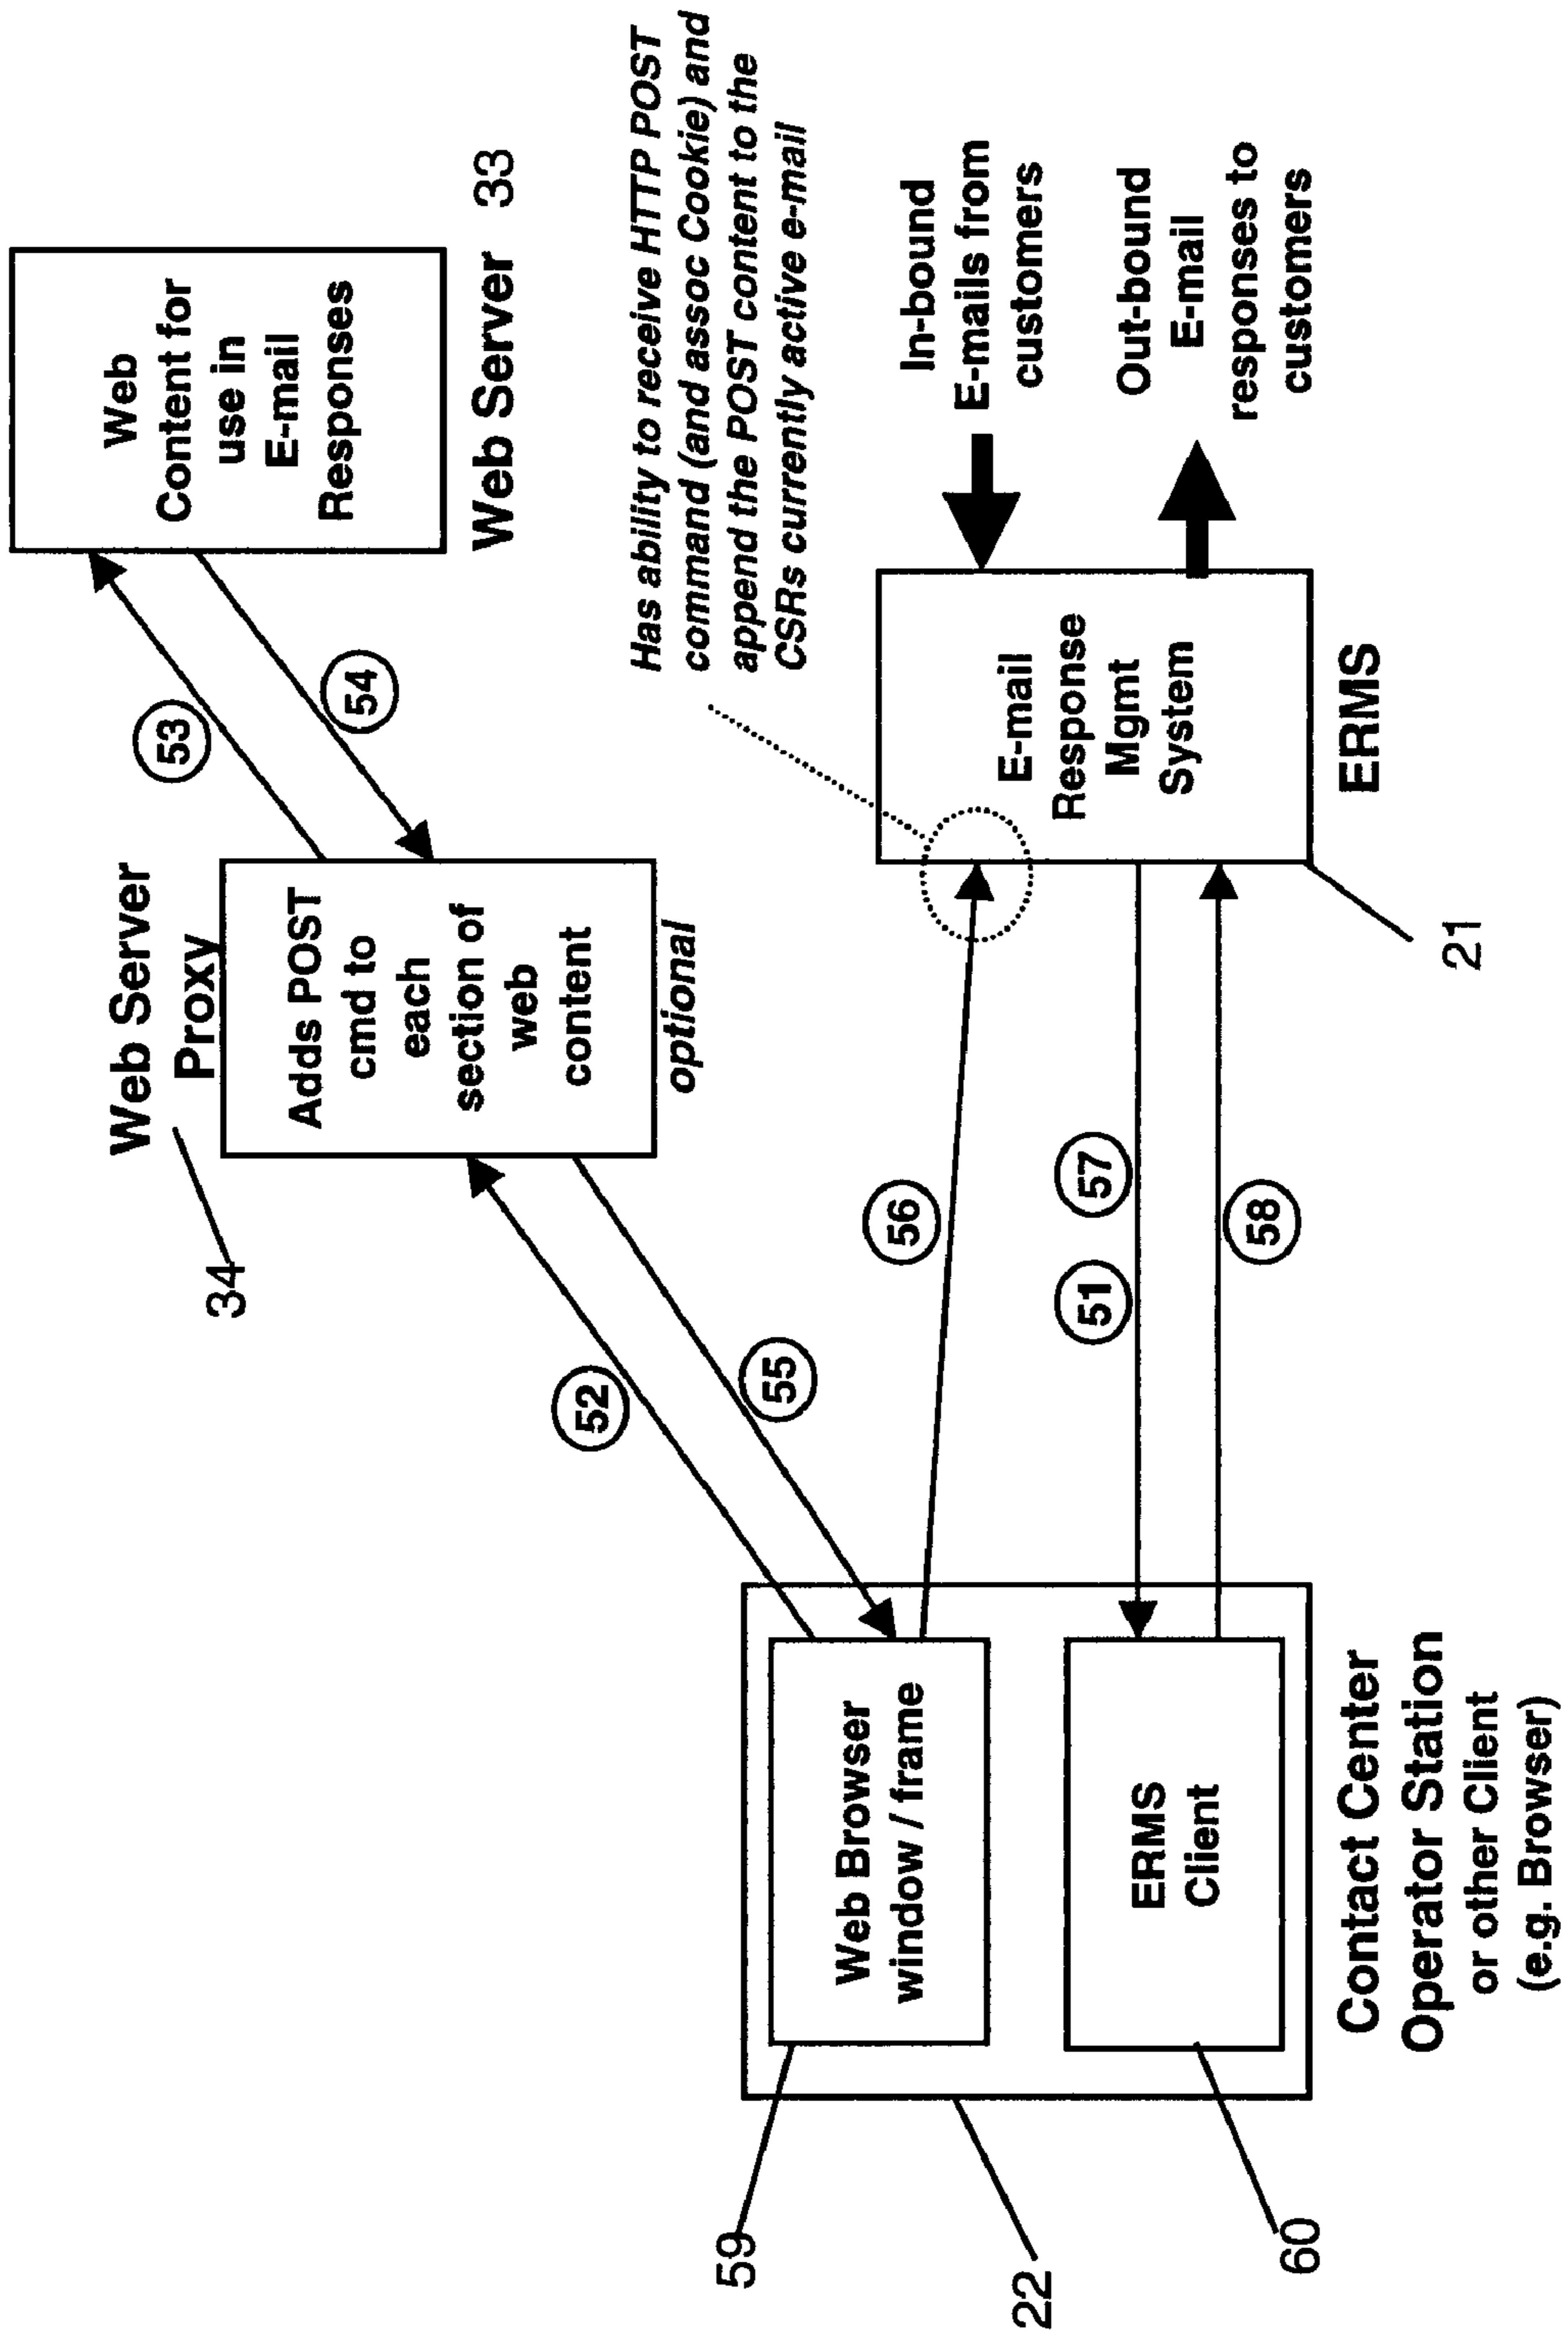 Web
Content for
use in
E-mail
Responses
Web Server 33
53
54
Web Server
Proxy
34
Adds POST
cmd to
each
section of
web
content
optional
52
55
Has ability to receive HTTP POST
command (and assoc Cookie) and
append the POST content to the
CSRs currently active e-mail
59
Web Browser
window / frame
56
In-bound
E-mails from
customers
E-mail
Response
Mgmt
System
51
57
58
Out-bound
E-mail
responses to
customers
ERMS
21
22
ERMS
Client
60
Contact Center
Operator Station
or other Client
(e.g. Browser)